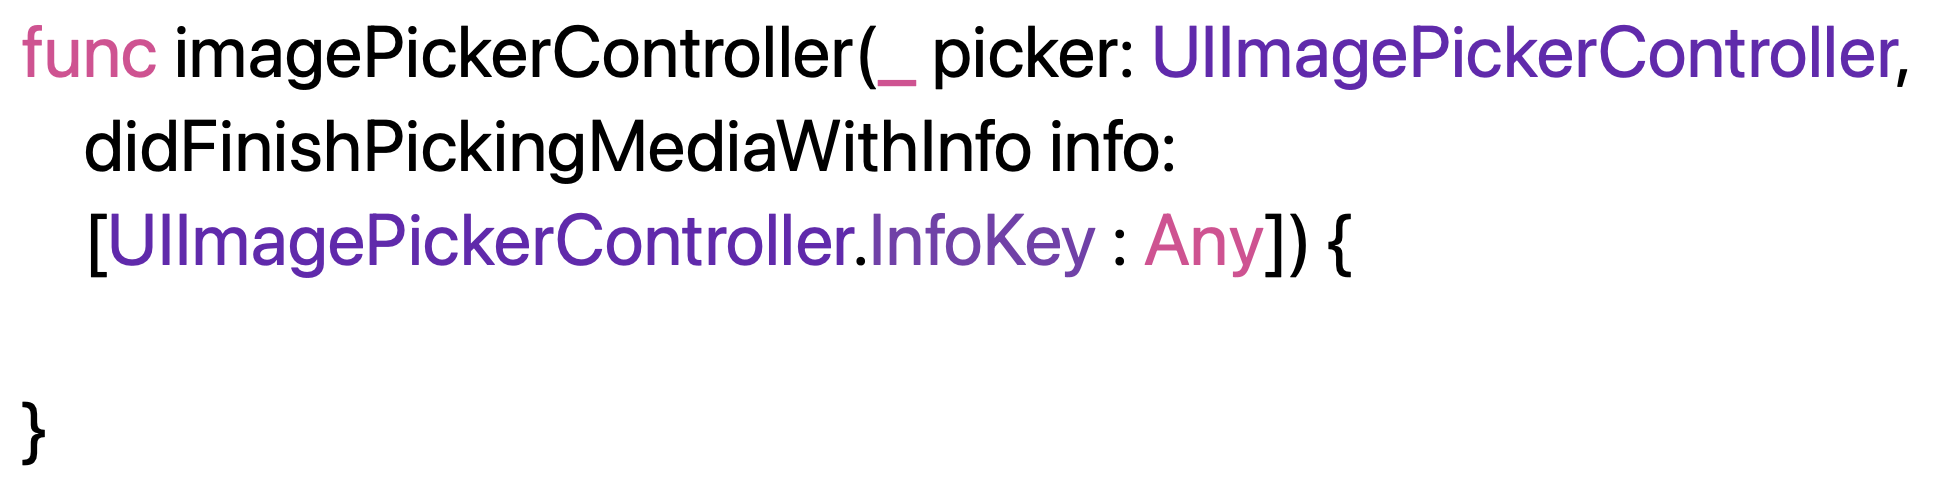 func imagePickerController(_ picker: UIImagePickerController,
didFinishPickingMediaWithInfo info:
[UIImagePickerController.InfoKey : Any]) {
}